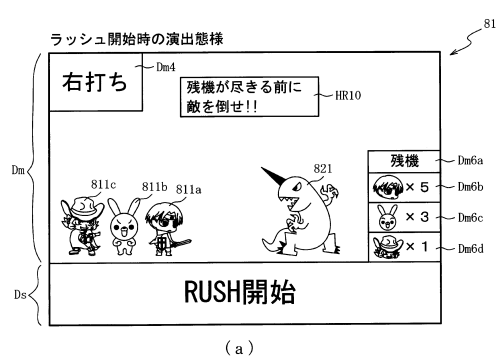 ラッシュ開始時の演出態様
81
右打ち
Dm4
残機が尽きる前に
敵を倒せ!!
HR10
Dm
残機
Dm6a
×5
Dm6b
×3
Dm6c
×1
Dm6d
811c
811b
811a
821
Ds
RUSH開始
(a)